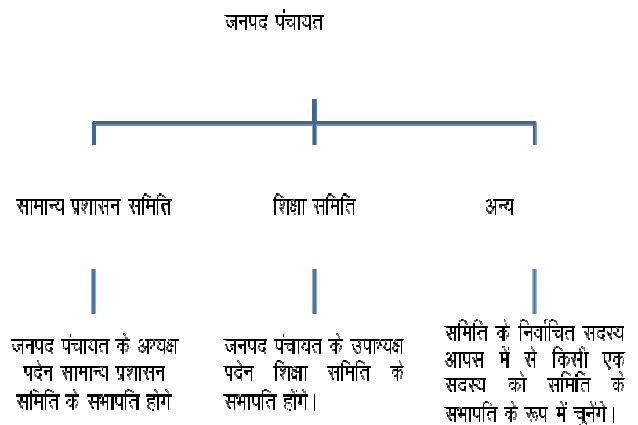 जनपद पंचायत
सामान्य प्रशासन समिति
शिक्षा समिति
अन्य
जनपद पंचायत के अध्यक्ष
पदेन सामान्य प्रशासन
समिति के सभापति होगे
जनपद पंचायत के उपाध्यक्ष
पदेन शिक्षा समिति के
सभापति होंगे।
समिति के निर्वाचित सदस्य
आपस में से किसी एक
सदस्य को समिति के
सभापति के रूप में चुनेंगे।